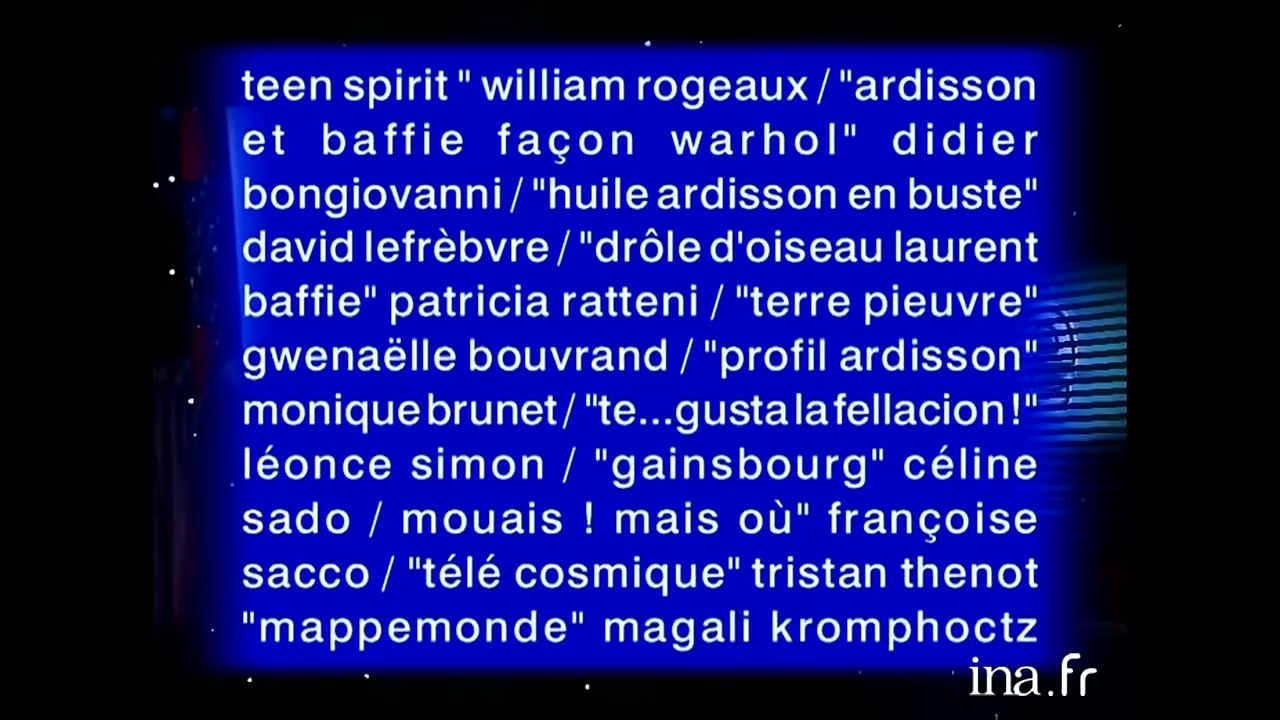 teen spirit " william rogeaux / "ardisson
et baffie façon warhol" didier
bongiovanni / "huile ardisson en buste"
david lefrèbvre / "drôle d'oiseau laurent
baffie" patricia ratteni / "terre pieuvre"
gwenaëlle bouvrand / "profil ardisson"
monique brunet / "te...gusta la fellacion !"
léonce simon / "gainsbourg" céline
sado / mouais ! mais où" françoise
sacco / "télé cosmique" tristan thenot
"mappemonde" magali kromphoctz
ina.fr